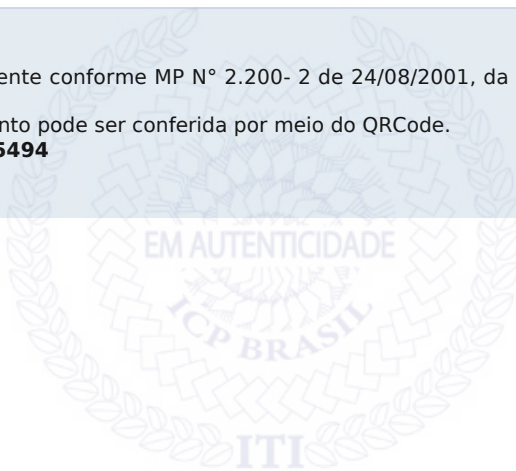 ente conforme MP N° 2.200- 2 de 24/08/2001, da
nto pode ser conferida por meio do QRCode.
5494
EM AUTENTICIDADE
ICP BRASIL
ITI